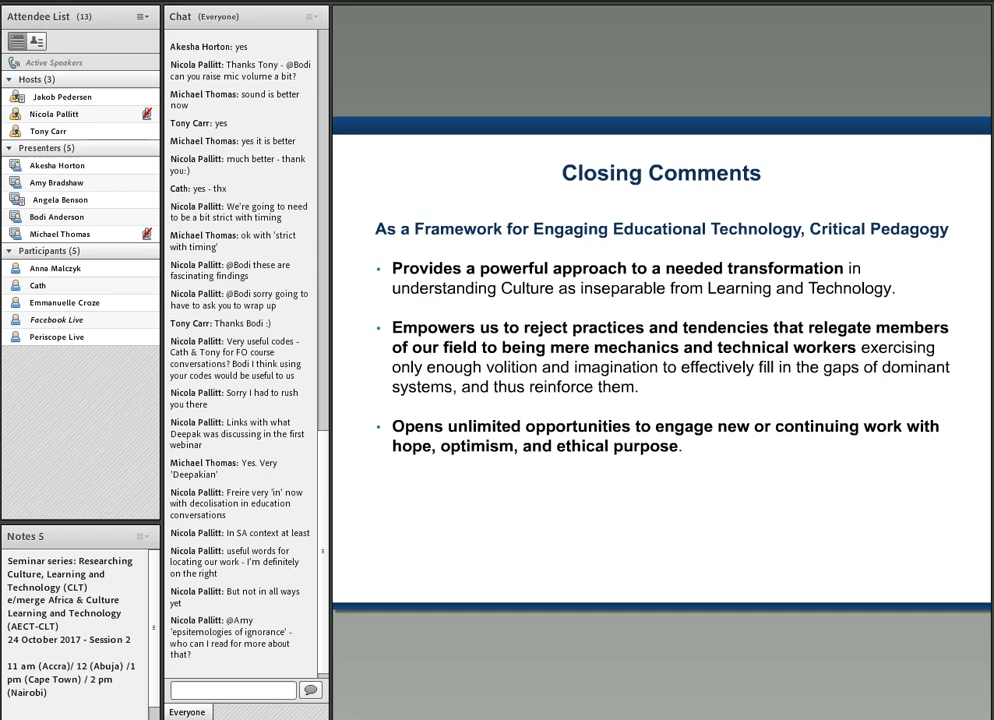 Attendee List (13)
Active Speakers
Hosts (3)
Jakob Pedersen
Nicola Pallitt
Tony Carr
Presenters (5)
Akesha Horton
Amy Bradshaw
Angela Benson
Bodi Anderson
Michael Thomas
Participants (5)
Anna Malczyk
Cath
Emmanuelle Croze
Facebook Live
Periscope Live
Notes 5
Seminar series: Researching
Culture, Learning and
Technology (CLT)
e/merge Africa & Culture
Learning and Technology
(AECT-CLT)
24 October 2017 - Session 2
11 am (Accra)/ 12 (Abuja) /1
pm (Cape Town) / 2 pm
(Nairobi)
Chat (Everyone)
Akesha Horton: yes
Nicola Pallitt: Thanks Tony - @Bodi
can you raise mic volume a bit?
Michael Thomas: sound is better
now
Tony Carr: yes
Michael Thomas: yes it is better
Nicola Pallitt: much better - thank
you:)
Cath: yes - thx
Nicola Pallitt: We're going to need
to be a bit strict with timing
Michael Thomas: ok with 'strict
with timing'
Nicola Pallitt: @Bodi these are
fascinating findings
Nicola Pallitt: @Bodi sorry going to
have to ask you to wrap up
Tony Carr: Thanks Bodi :)
Nicola Pallitt: Very useful codes -
Cath & Tony for FO course
conversations? Bodi I think using
your codes would be useful to us
Nicola Pallitt: Sorry I had to rush
you there
Nicola Pallitt: Links with what
Deepak was discussing in the first
webinar
Michael Thomas: Yes. Very
'Deepakian'
Nicola Pallitt: Freire very 'in' now
with decolisation in education
conversations
Nicola Pallitt: In SA context at least
Nicola Pallitt: useful words for
locating our work - I'm definitely
on the right
Nicola Pallitt: But not in all ways
yet
Nicola Pallitt: @Amy
'epistemologies of ignorance' -
who can I read for more about
that?
Everyone
Closing Comments
As a Framework for Engaging Educational Technology, Critical Pedagogy
• Provides a powerful approach to a needed transformation in
understanding Culture as inseparable from Learning and Technology.
• Empowers us to reject practices and tendencies that relegate members
of our field to being mere mechanics and technical workers exercising
only enough volition and imagination to effectively fill in the gaps of dominant
systems, and thus reinforce them.
• Opens unlimited opportunities to engage new or continuing work with
hope, optimism, and ethical purpose.